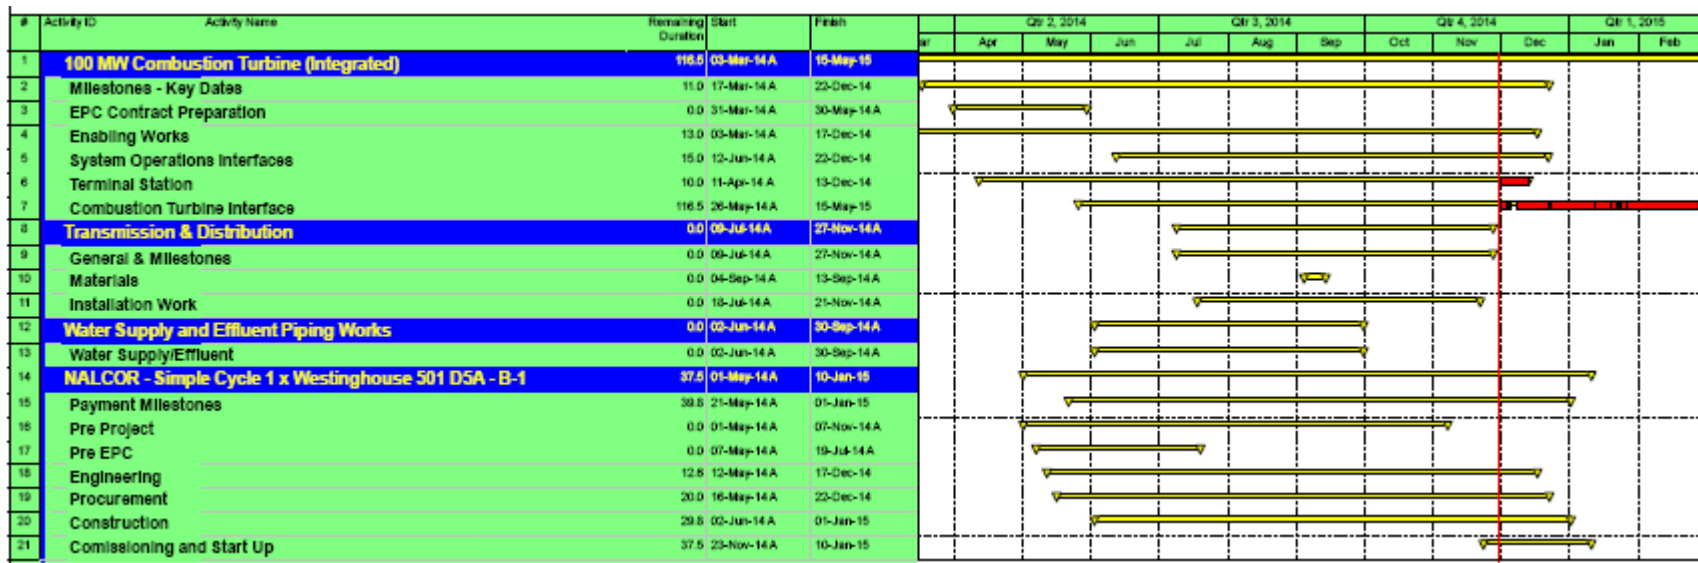 # Activity ID Activity Name Remaining Duration Start Finish Qtr 2, 2014 Qtr 3, 2014 Qtr 4, 2014 Qtr 1, 2015
ar Apr May Jun Jul Aug Sep Oct Nov Dec Jan Feb
1 100 MW Combustion Turbine (Integrated) 116.5 03-Mar-14 A 15-May-15
2 Milestones - Key Dates 11.0 17-Mar-14 A 22-Dec-14
3 EPC Contract Preparation 0.0 31-Mar-14 A 30-May-14 A
4 Enabling Works 13.0 03-Mar-14 A 17-Dec-14
5 System Operations Interfaces 15.0 12-Jun-14 A 22-Dec-14
6 Terminal Station 10.0 11-Apr-14 A 13-Dec-14
7 Combustion Turbine Interface 116.5 26-May-14 A 15-May-15
8 Transmission & Distribution 0.0 09-Jul-14 A 27-Nov-14 A
9 General & Milestones 0.0 09-Jul-14 A 27-Nov-14 A
10 Materials 0.0 04-Sep-14 A 13-Sep-14 A
11 Installation Work 0.0 18-Jul-14 A 21-Nov-14 A
12 Water Supply and Effluent Piping Works 0.0 02-Jun-14 A 30-Sep-14 A
13 Water Supply/Effluent 0.0 02-Jun-14 A 30-Sep-14 A
14 NALCOR - Simple Cycle 1 x Westinghouse 501 D5A - B-1 37.5 01-May-14 A 10-Jan-15
15 Payment Milestones 39.8 21-May-14 A 01-Jan-15
16 Pre Project 0.0 01-May-14 A 07-Nov-14 A
17 Pre EPC 0.0 07-May-14 A 19-Jul-14 A
18 Engineering 12.6 12-May-14 A 17-Dec-14
19 Procurement 20.0 16-May-14 A 22-Dec-14
20 Construction 29.8 02-Jun-14 A 01-Jan-15
21 Comissioning and Start Up 37.5 23-Nov-14 A 10-Jan-15